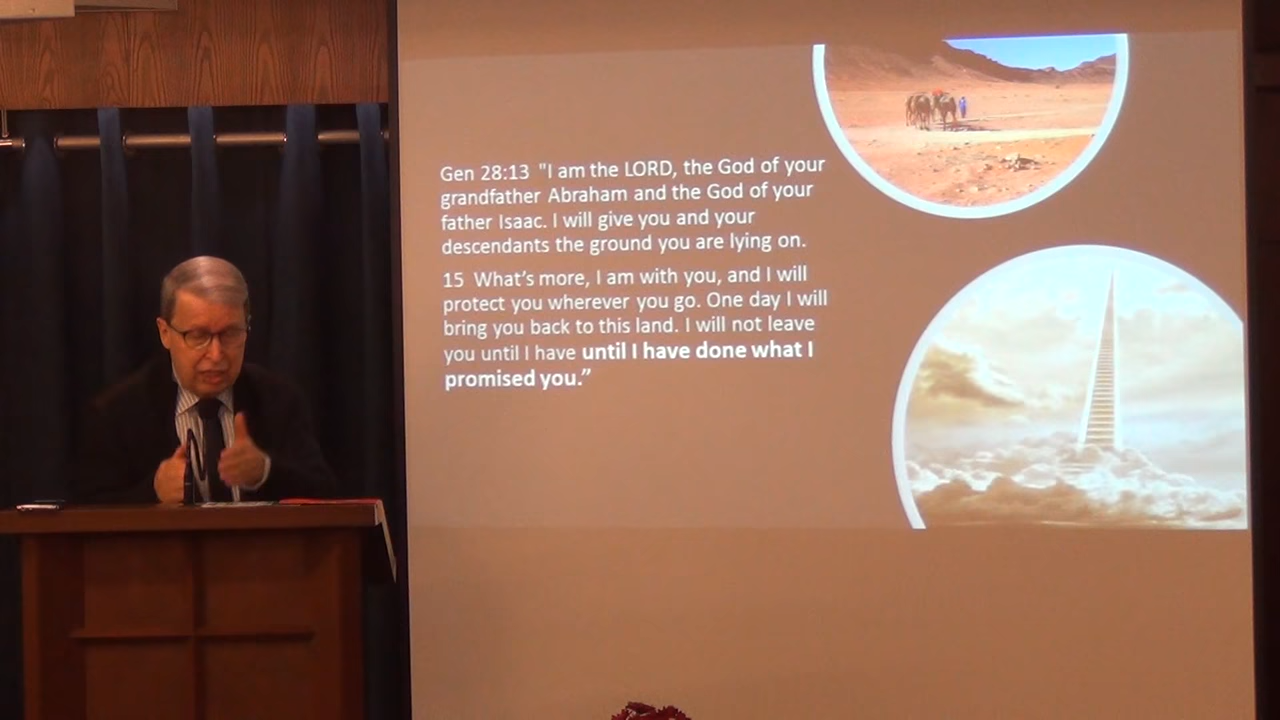 Gen 28:13 "I am the LORD, the God of your
grandfather Abraham and the God of your
father Isaac. I will give you and your
descendants the ground you are lying on.
15 What's more, I am with you, and I will
protect you wherever you go. One day I will
bring you back to this land. I will not leave
you until I have until I have done what I
promised you.”